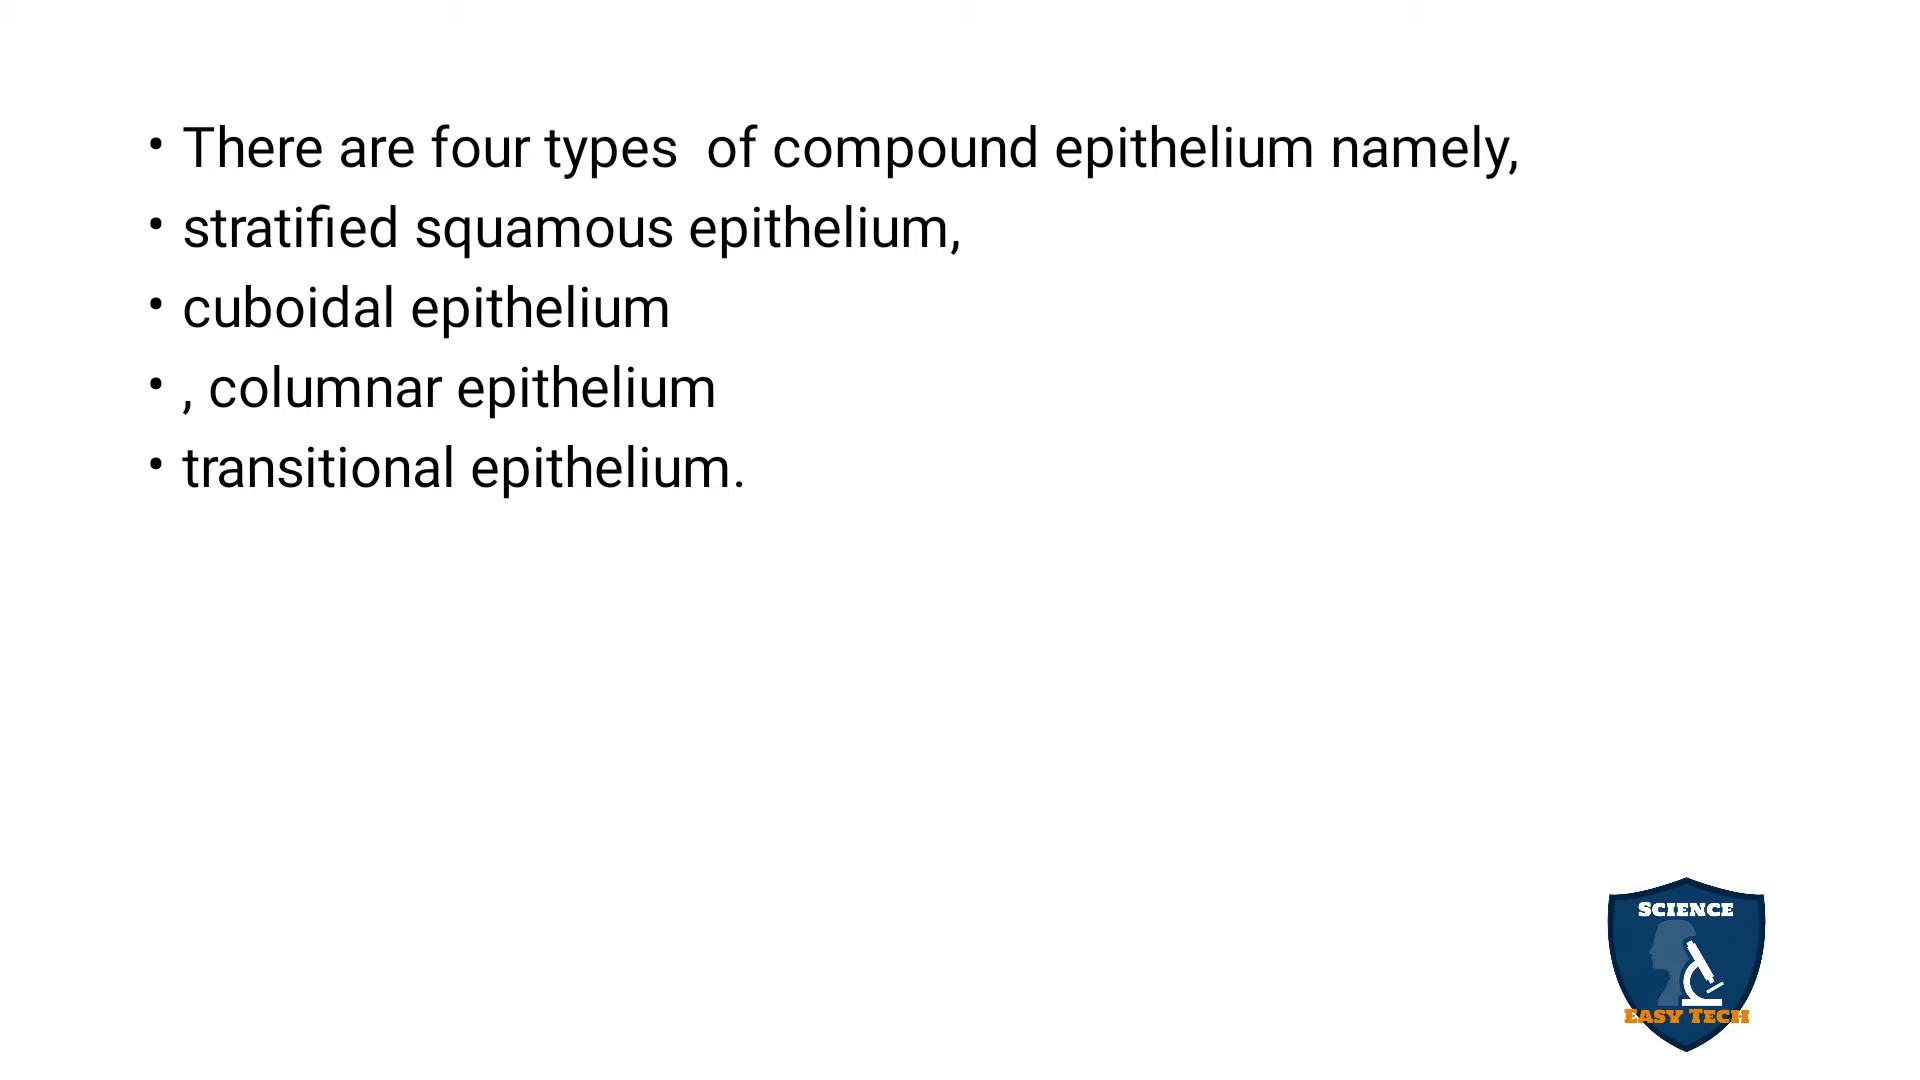 • There are four types  of compound epithelium namely,
• stratified squamous epithelium,
• cuboidal epithelium
• , columnar epithelium
• transitional epithelium.
SCIENCE
EASY TECH